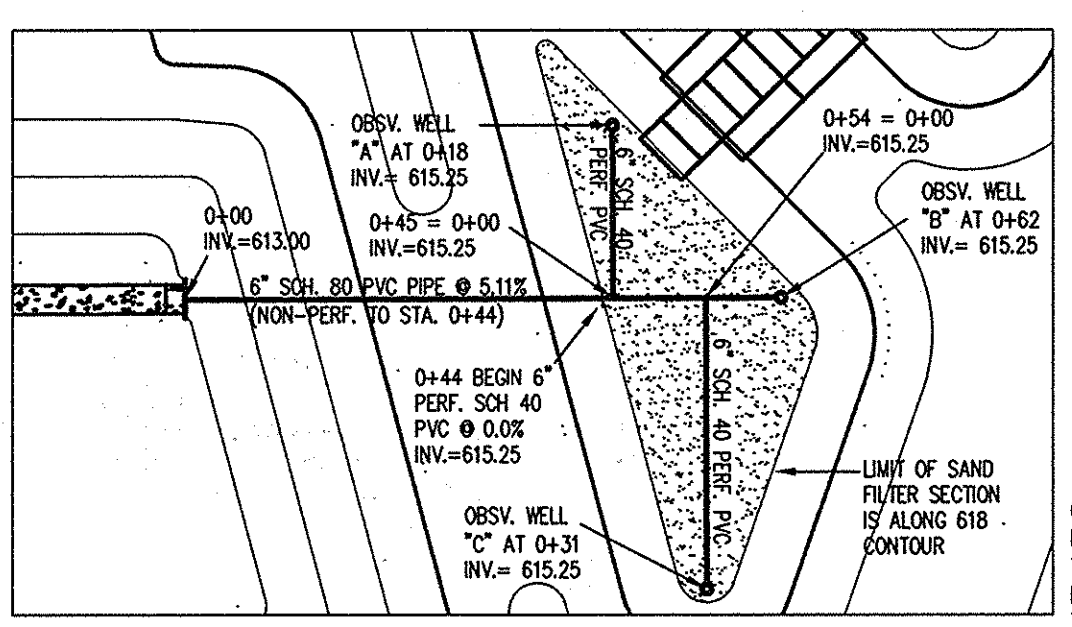 OBSV. WELL
"A" AT 0+18
INV.= 615.25
0+54 = 0+00
INV.=615.25
6" SCH. 40
PERF. PVC
OBSV. WELL
"B" AT 0+62
INV.= 615.25
0+00
INV.=613.00
0+45 = 0+00
INV.=615.25
6" SCH. 80 PVC PIPE @ 5.11%
(NON-PERF. TO STA. 0+44)
0+44 BEGIN 6"
PERF. SCH 40
PVC @ 0.0%
INV.=615.25
6" SCH. 40 PERF. PVC
LIMIT OF SAND
FILTER SECTION
IS ALONG 618
CONTOUR
OBSV. WELL
"C" AT 0+31
INV.= 615.25